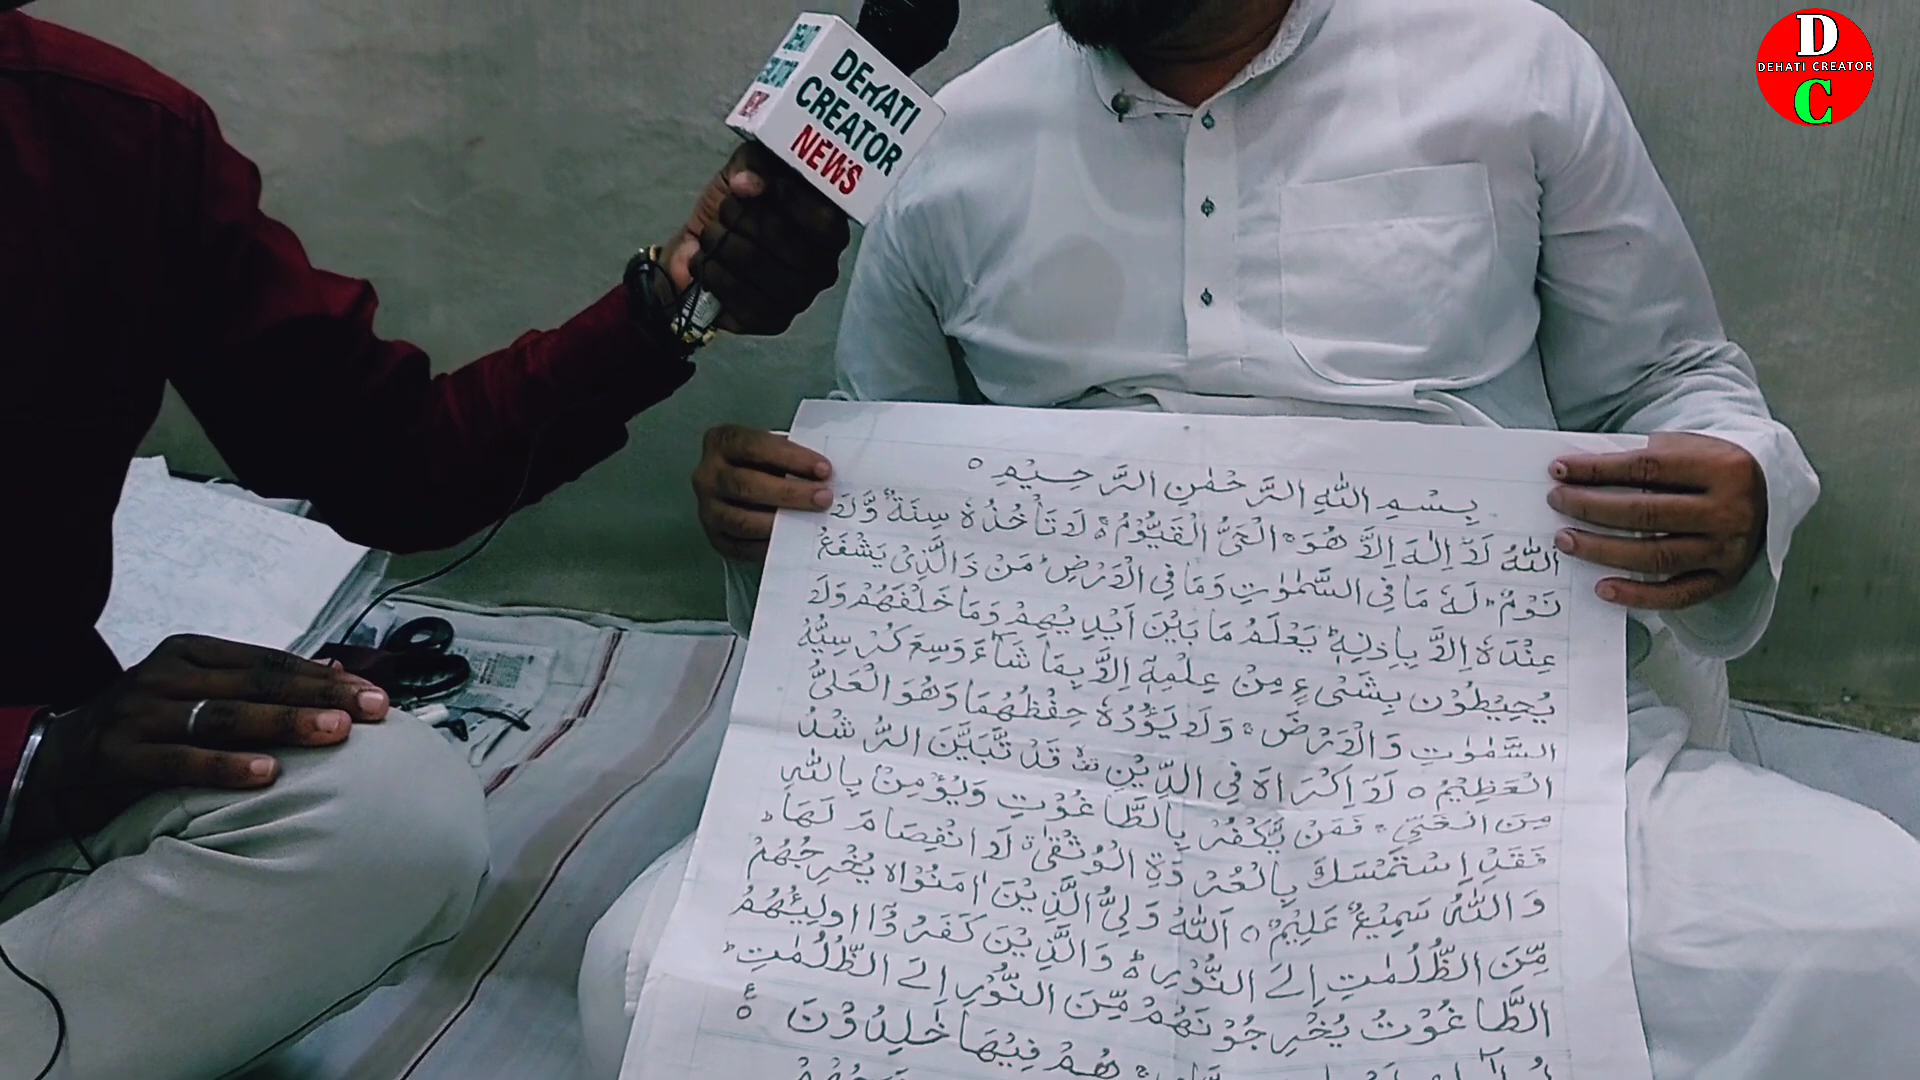 DEHATI
CREATOR
NEWS
D
DEHATI CREATOR
C
بِسْمِ اللّٰهِ الرَّحْمٰنِ الرَّحِيْمِ ○
اَللّٰهُ لَآ اِلٰهَ اِلَّا هُوَ ۚ الْحَيُّ الْقَيُّوْمُ ۚ لَا تَاْخُذُهٗ سِنَةٌ وَّلَا
نَوْمٌ ؕ لَهٗ مَا فِي السَّمٰوٰتِ وَمَا فِي الْاَرْضِ ؕ مَنْ ذَا الَّذِيْ يَشْفَعُ
عِنْدَهٗ اِلَّا بِاِذْنِهٖ ؕ يَعْلَمُ مَا بَيْنَ اَيْدِيْهِمْ وَمَا خَلْفَهُمْ وَلَا
يُحِيْطُوْنَ بِشَيْءٍ مِنْ عِلْمِهٖٓ اِلَّا بِمَا شَآءَ وَسِعَ كُرْسِيُّهُ
السَّمٰوٰتِ وَالْاَرْضَ ۚ وَلَا يَؤُدُهٗ حِفْظُهُمَا وَهُوَ الْعَلِيُّ
الْعَظِيْمُ ○ لَآ اِكْرَاهَ فِي الدِّيْنِ قَدْ تَّبَيَّنَ الرُّشْدُ
مِنَ الْغَيِّ ۚ فَمَنْ يَّكْفُرْ بِالطَّاغُوْتِ وَيُؤْمِنْ بِاللّٰهِ
فَقَدِ اسْتَمْسَكَ بِالْعُرْوَةِ الْوُثْقٰى لَا انْفِصَامَ لَهَا ؕ
وَاللّٰهُ سَمِيْعٌ عَلِيْمٌ ○ اَللّٰهُ وَلِيُّ الَّذِيْنَ اٰمَنُوْا يُخْرِجُهُمْ
مِّنَ الظُّلُمٰتِ اِلَى النُّوْرِ ؕ وَالَّذِيْنَ كَفَرُوْٓا اَوْلِيٰٓـُٔهُمُ
الطَّاغُوْتُ يُخْرِجُوْنَهُمْ مِّنَ النُّوْرِ اِلَى الظُّلُمٰتِ ؕ
هُمْ فِيْهَا خٰلِدُوْنَ